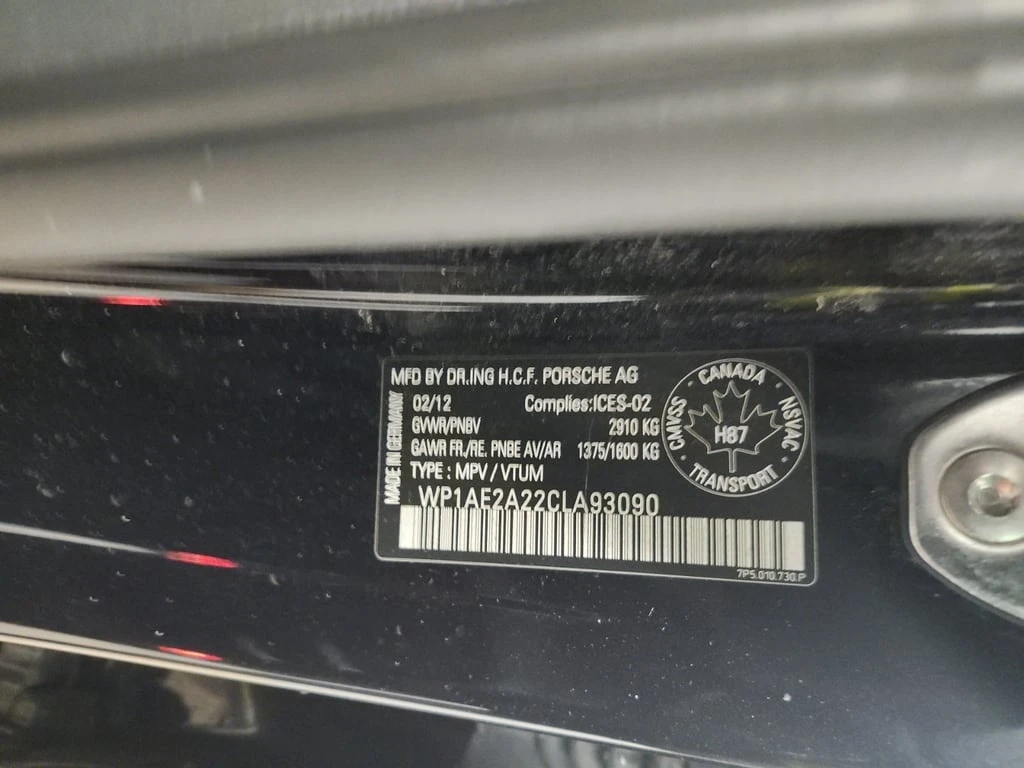 MFD BY DR.ING H.C.F. PORSCHE AG
02/12 Complies:ICES-02
GVWR/PNBV 2910 KG
GAWR FR./RE. PNBE AV/AR 1375/1600 KG
TYPE : MPV / VTUM
WP1AE2A22CLA93090
MADE IN GERMANY
CANADA
CMVSS
NSVAC
H87
TRANSPORT
7P5.010.730.P